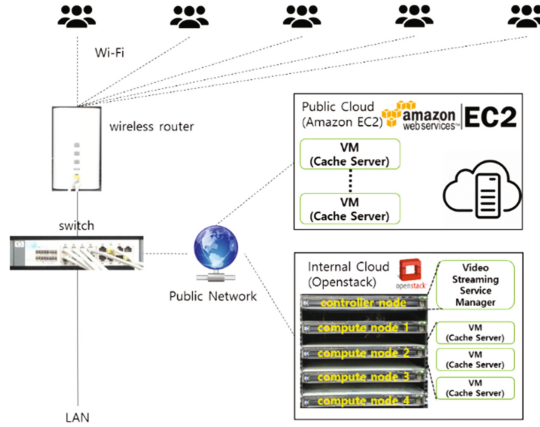 Wi-Fi
wireless router
Public Cloud
(Amazon EC2)
amazon
webservices™
EC2
VM
(Cache Server)
VM
(Cache Server)
switch
Public Network
Internal Cloud
(Openstack)
openstack
Video
Streaming
Service
Manager
controller node
compute node 1
compute node 2
compute node 3
compute node 4
VM
(Cache Server)
VM
(Cache Server)
VM
(Cache Server)
LAN